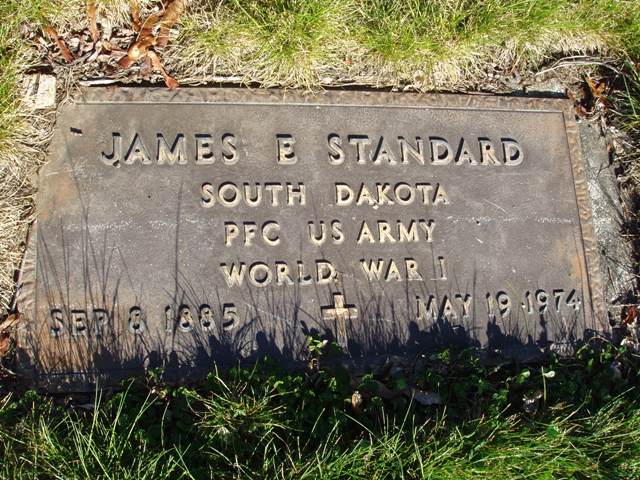 JAMES E STANDARD
SOUTH DAKOTA
PFC US ARMY
WORLD WAR I
SEP 8 1885 MAY 19 1974